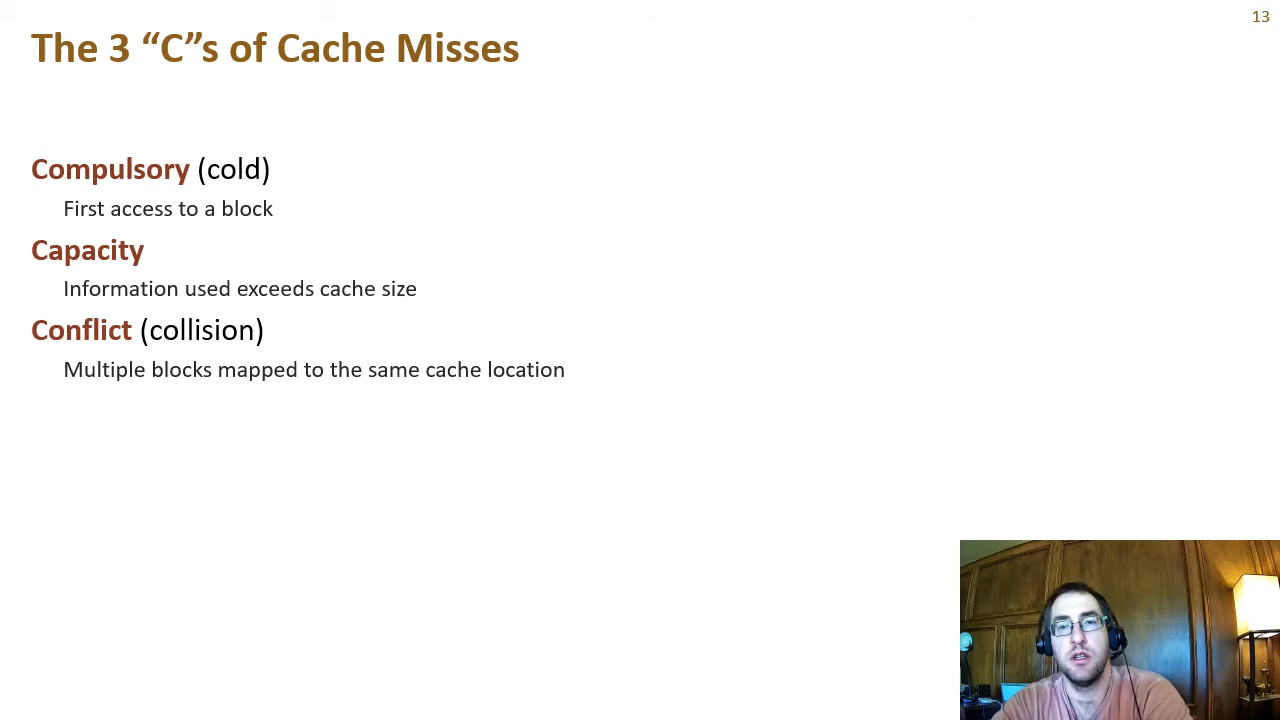 13
The 3 “C”s of Cache Misses
Compulsory (cold)
First access to a block
Capacity
Information used exceeds cache size
Conflict (collision)
Multiple blocks mapped to the same cache location